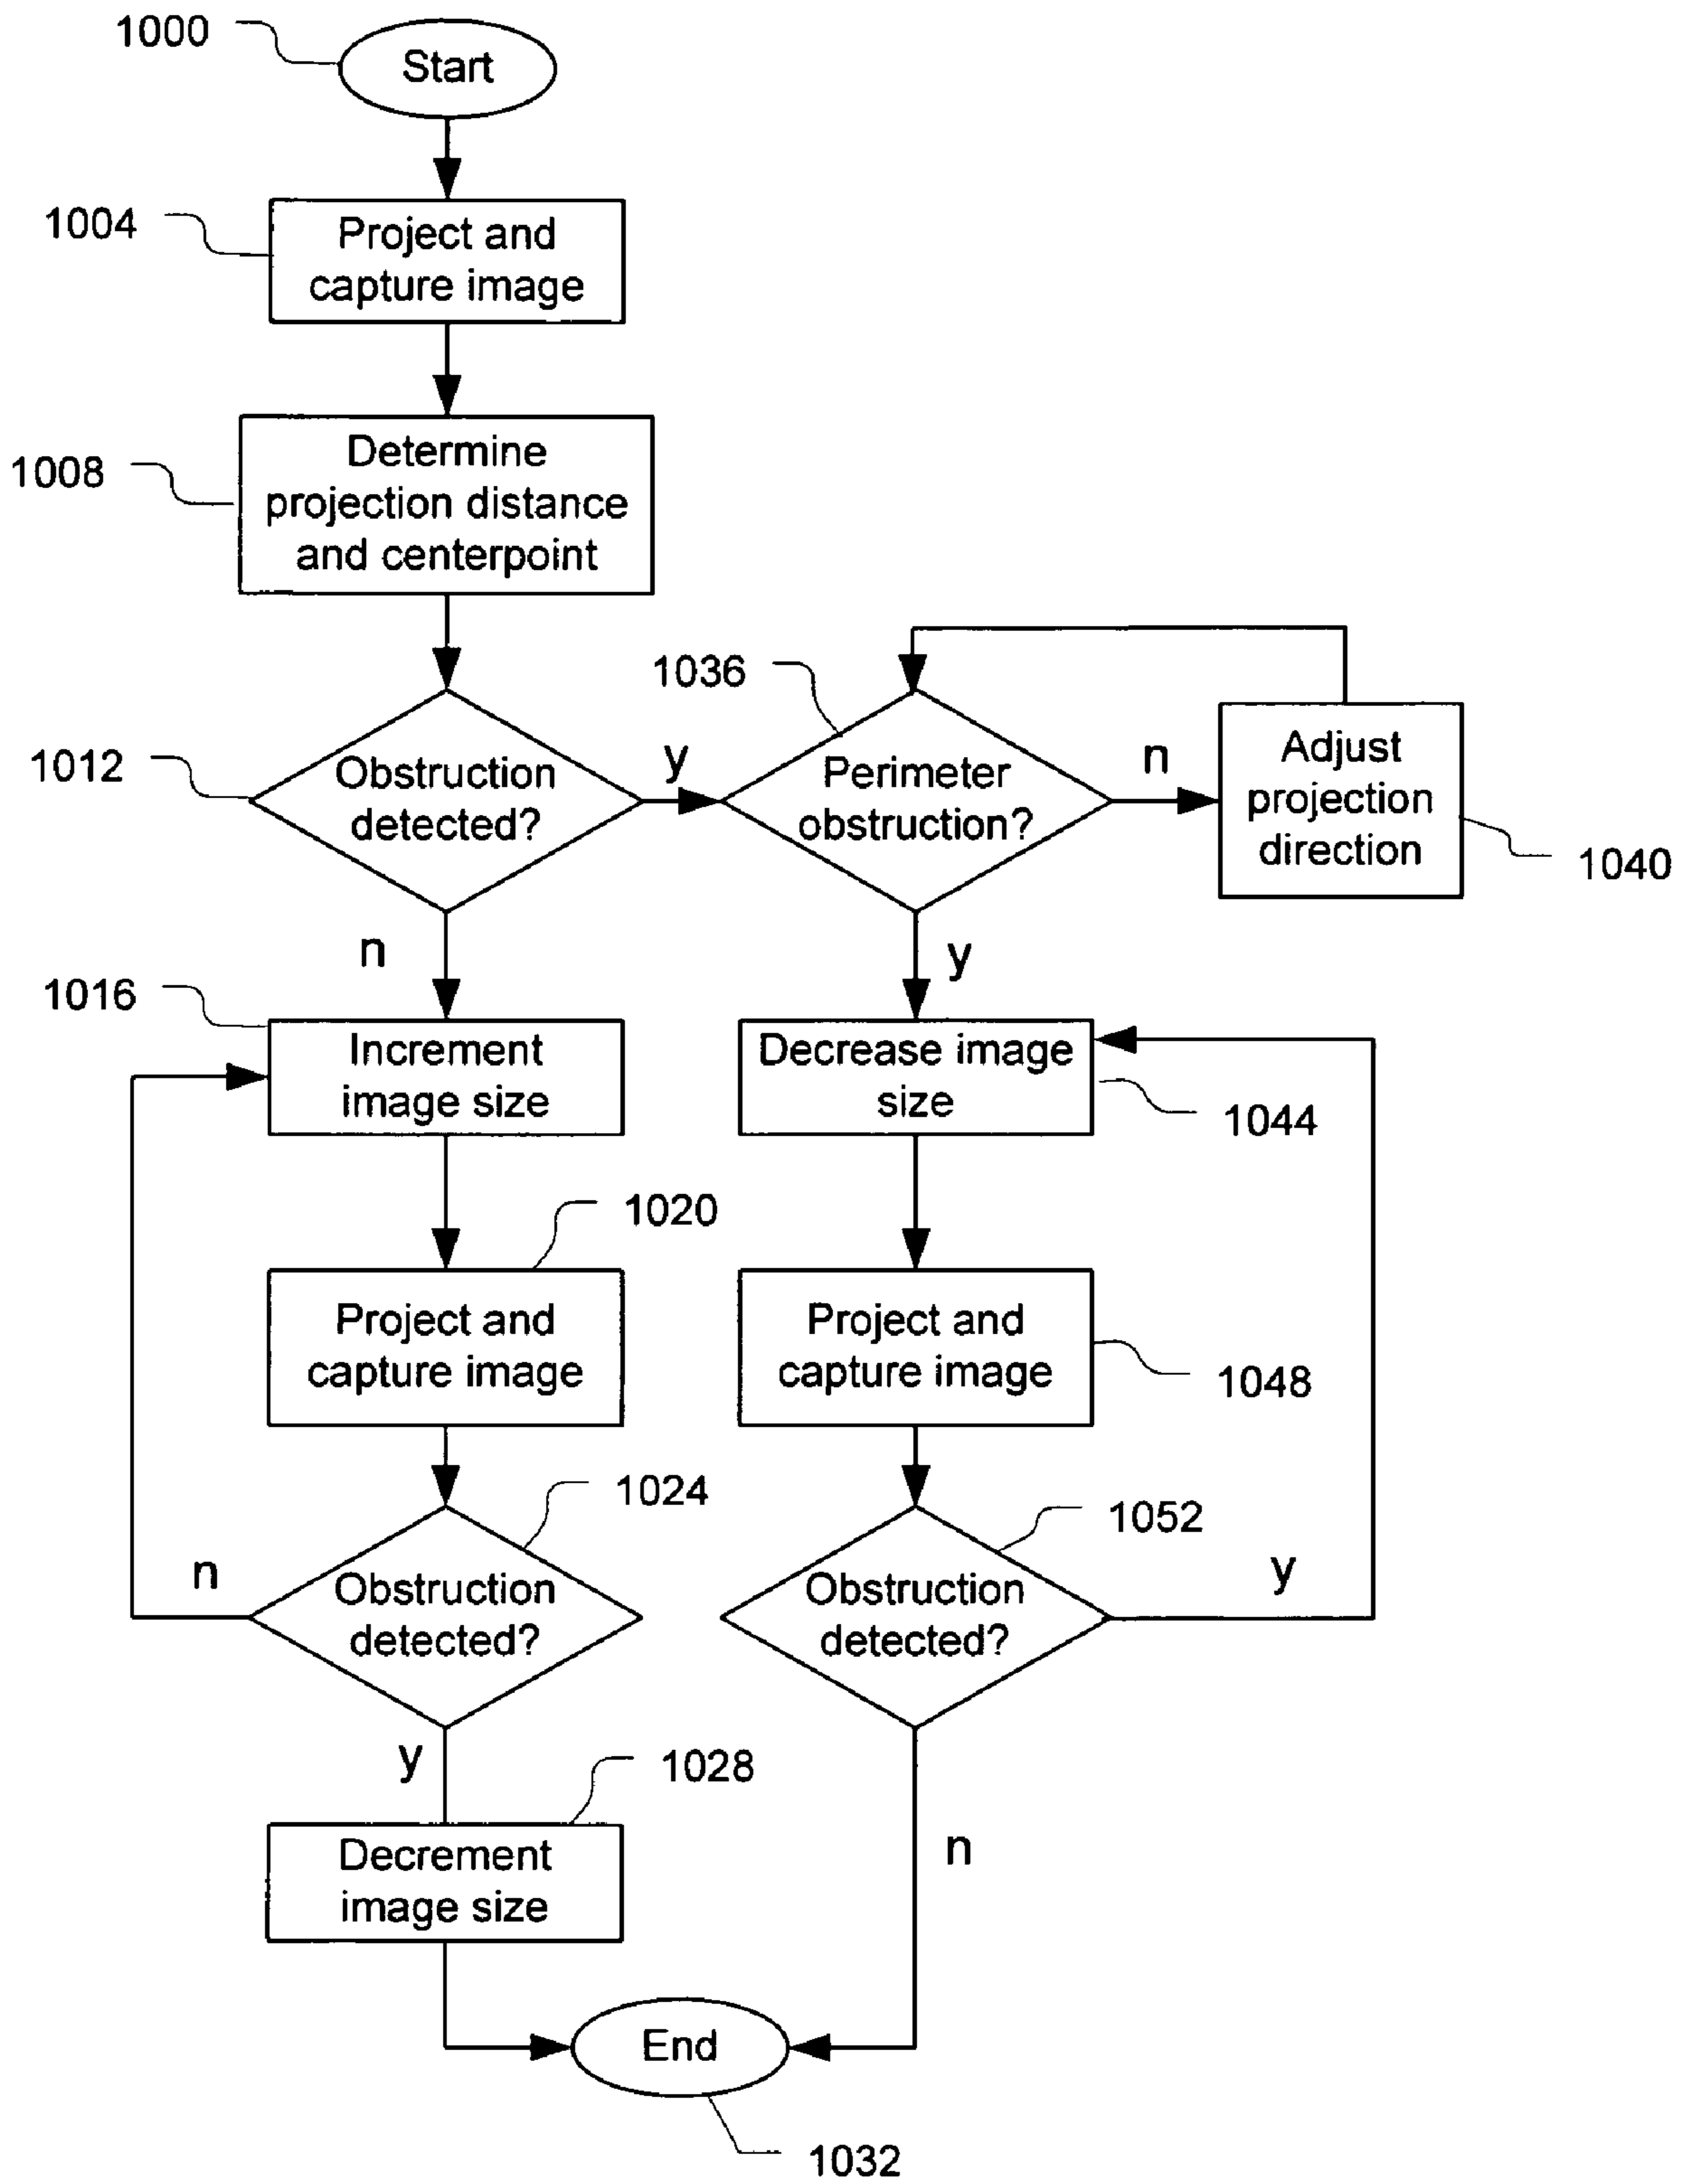 1000
Start
1004
Project and
capture image
1008
Determine
projection distance
and centerpoint
1012
Obstruction
detected?
y
n
1036
Perimeter
obstruction?
n
y
Adjust
projection
direction
1040
1016
Increment
image size
1020
Project and
capture image
1024
Obstruction
detected?
n
y
1028
Decrement
image size
Decrease image
size
1044
Project and
capture image
1048
1052
Obstruction
detected?
y
n
End
1032